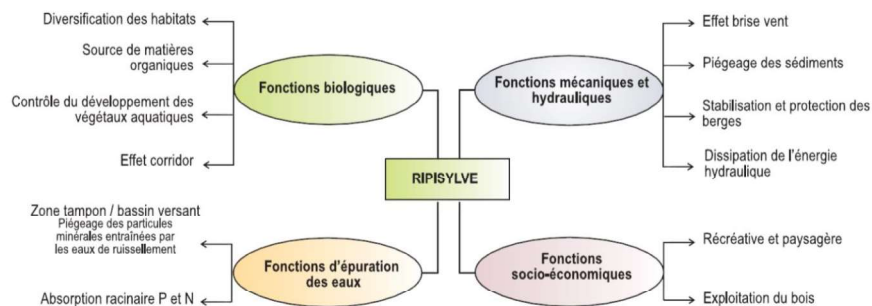 Diversification des habitats
Source de matières
organiques
Contrôle du développement des
végétaux aquatiques
Effet corridor
Fonctions biologiques
Fonctions mécaniques et
hydrauliques
Effet brise vent
Piégeage des sédiments
Stabilisation et protection des
berges
Dissipation de l'énergie
hydraulique
RIPISYLVE
Zone tampon / bassin versant
Piégeage des particules
minérales entraînées par
les eaux de ruissellement
Absorption racinaire P et N
Fonctions d'épuration
des eaux
Fonctions
socio-économiques
Récréative et paysagère
Exploitation du bois